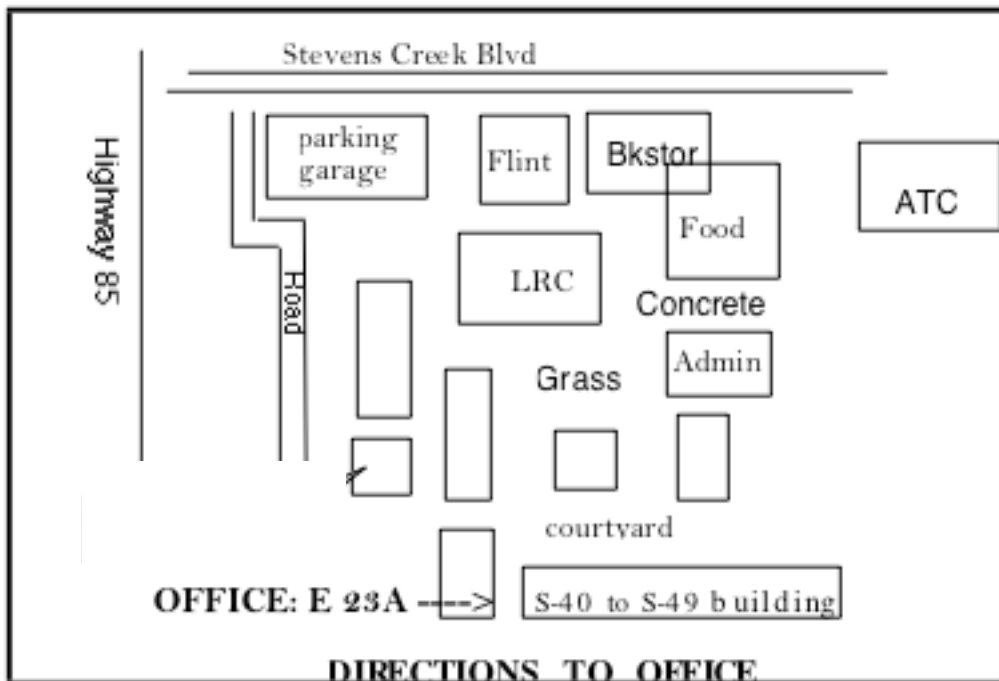 Stevens Creek Blvd
Highway 85
parking
garage
Flint
Bkstor
ATC
Food
Road
LRC
Concrete
Admin
Grass
courtyard
OFFICE: E 23A ---->
S-40 to S-49 building
DIRECTIONS TO OFFICE